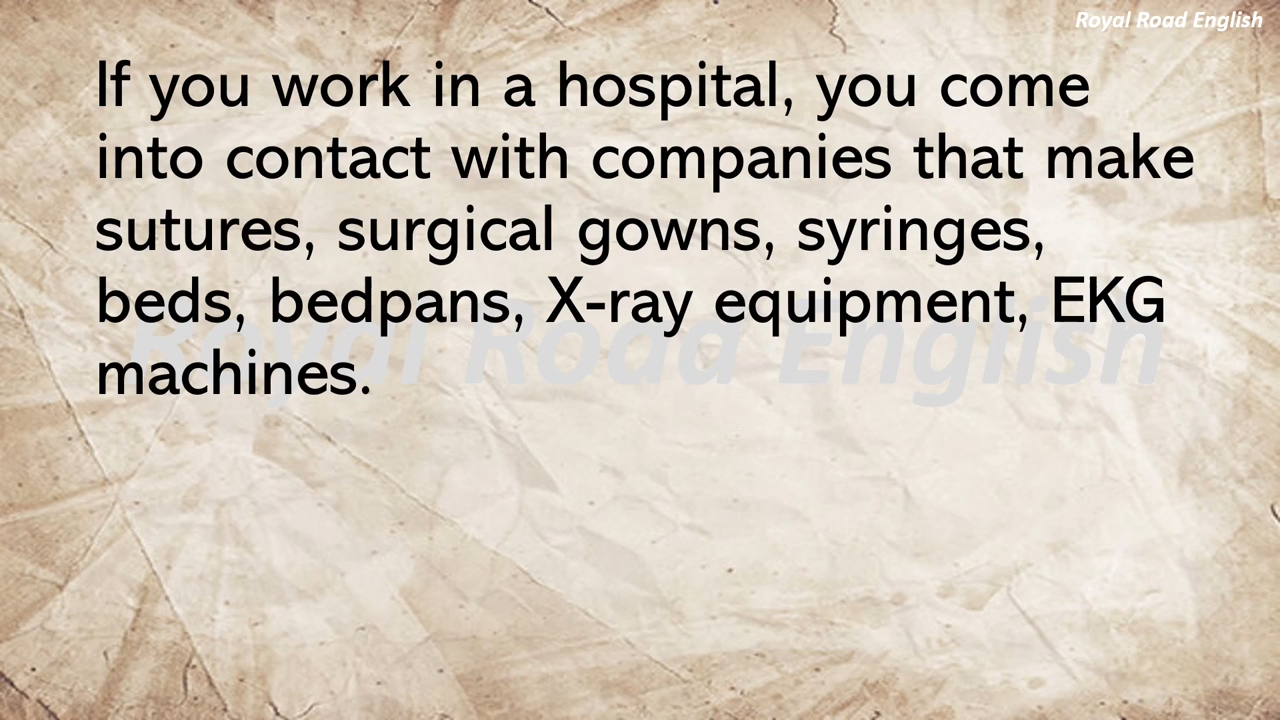 Royal Road English
If you work in a hospital, you come
into contact with companies that make
sutures, surgical gowns, syringes,
beds, bedpans, X-ray equipment, EKG
machines.
Royal Road English